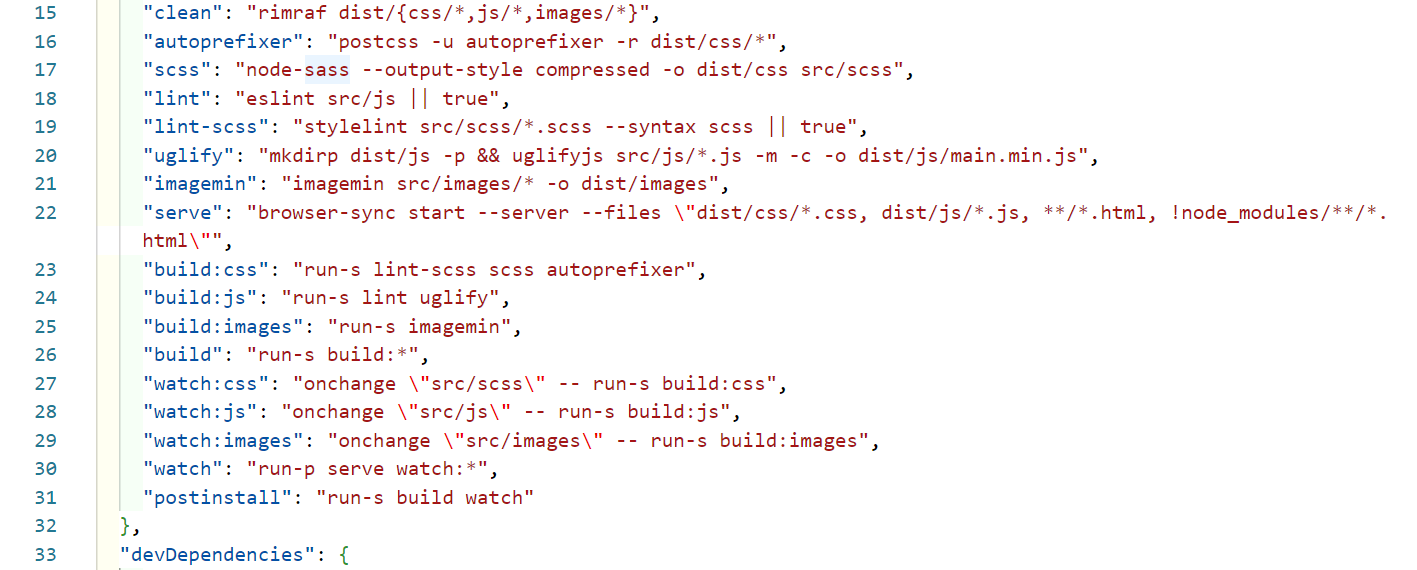 15 "clean": "rimraf dist/{css/*,js/*,images/*}",
16 "autoprefixer": "postcss -u autoprefixer -r dist/css/*",
17 "scss": "node-sass --output-style compressed -o dist/css src/scss",
18 "lint": "eslint src/js || true",
19 "lint-scss": "stylelint src/scss/*.scss --syntax scss || true",
20 "uglify": "mkdirp dist/js -p && uglifyjs src/js/*.js -m -c -o dist/js/main.min.js",
21 "imagemin": "imagemin src/images/* -o dist/images",
22 "serve": "browser-sync start --server --files \"dist/css/*.css, dist/js/*.js, **/*.html, !node_modules/**/*.
html\"",
23 "build:css": "run-s lint-scss scss autoprefixer",
24 "build:js": "run-s lint uglify",
25 "build:images": "run-s imagemin",
26 "build": "run-s build:*",
27 "watch:css": "onchange \"src/scss\" -- run-s build:css",
28 "watch:js": "onchange \"src/js\" -- run-s build:js",
29 "watch:images": "onchange \"src/images\" -- run-s build:images",
30 "watch": "run-p serve watch:*",
31 "postinstall": "run-s build watch"
32 },
33 "devDependencies": {